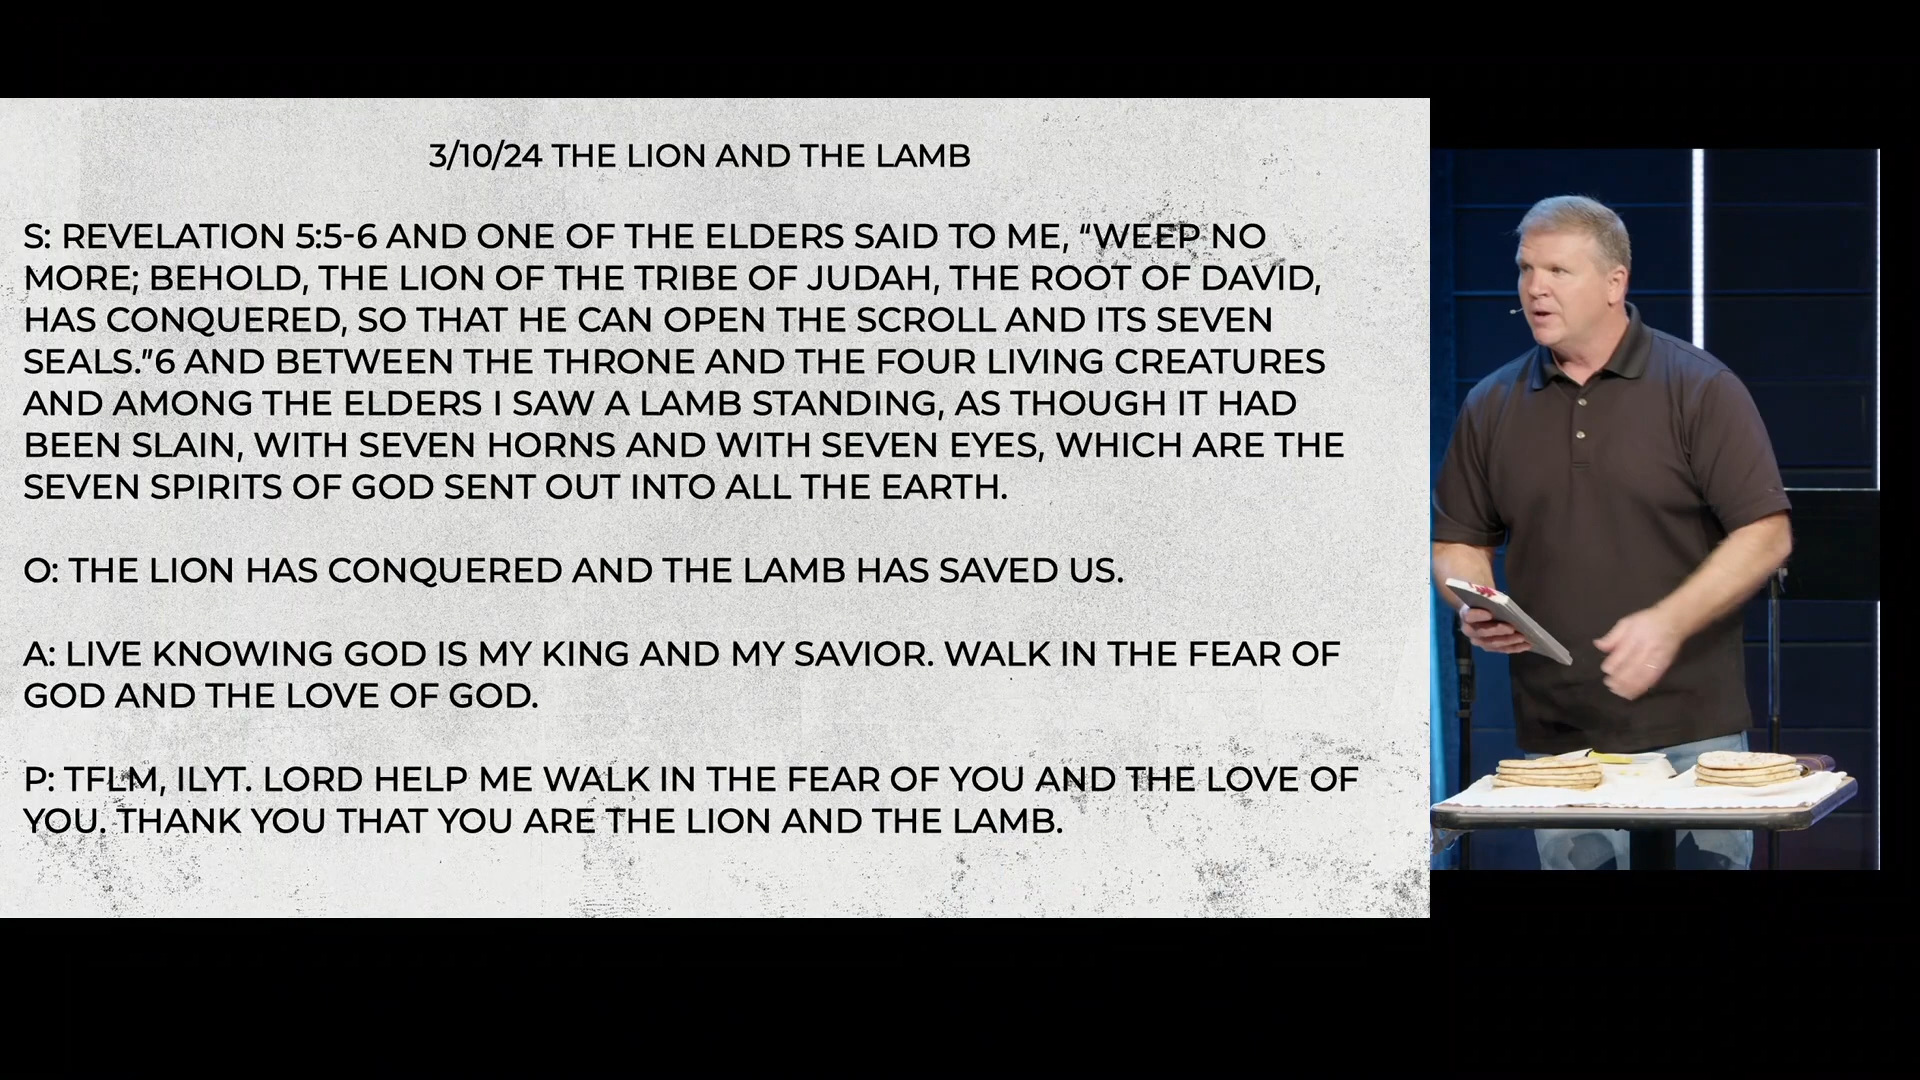 3/10/24 THE LION AND THE LAMB
S: REVELATION 5:5-6 AND ONE OF THE ELDERS SAID TO ME, “WEEP NO
MORE; BEHOLD, THE LION OF THE TRIBE OF JUDAH, THE ROOT OF DAVID,
HAS CONQUERED, SO THAT HE CAN OPEN THE SCROLL AND ITS SEVEN
SEALS.”6 AND BETWEEN THE THRONE AND THE FOUR LIVING CREATURES
AND AMONG THE ELDERS I SAW A LAMB STANDING, AS THOUGH IT HAD
BEEN SLAIN, WITH SEVEN HORNS AND WITH SEVEN EYES, WHICH ARE THE
SEVEN SPIRITS OF GOD SENT OUT INTO ALL THE EARTH.
O: THE LION HAS CONQUERED AND THE LAMB HAS SAVED US.
A: LIVE KNOWING GOD IS MY KING AND MY SAVIOR. WALK IN THE FEAR OF
GOD AND THE LOVE OF GOD.
P: TFLM, ILYT. LORD HELP ME WALK IN THE FEAR OF YOU AND THE LOVE OF
YOU. THANK YOU THAT YOU ARE THE LION AND THE LAMB.